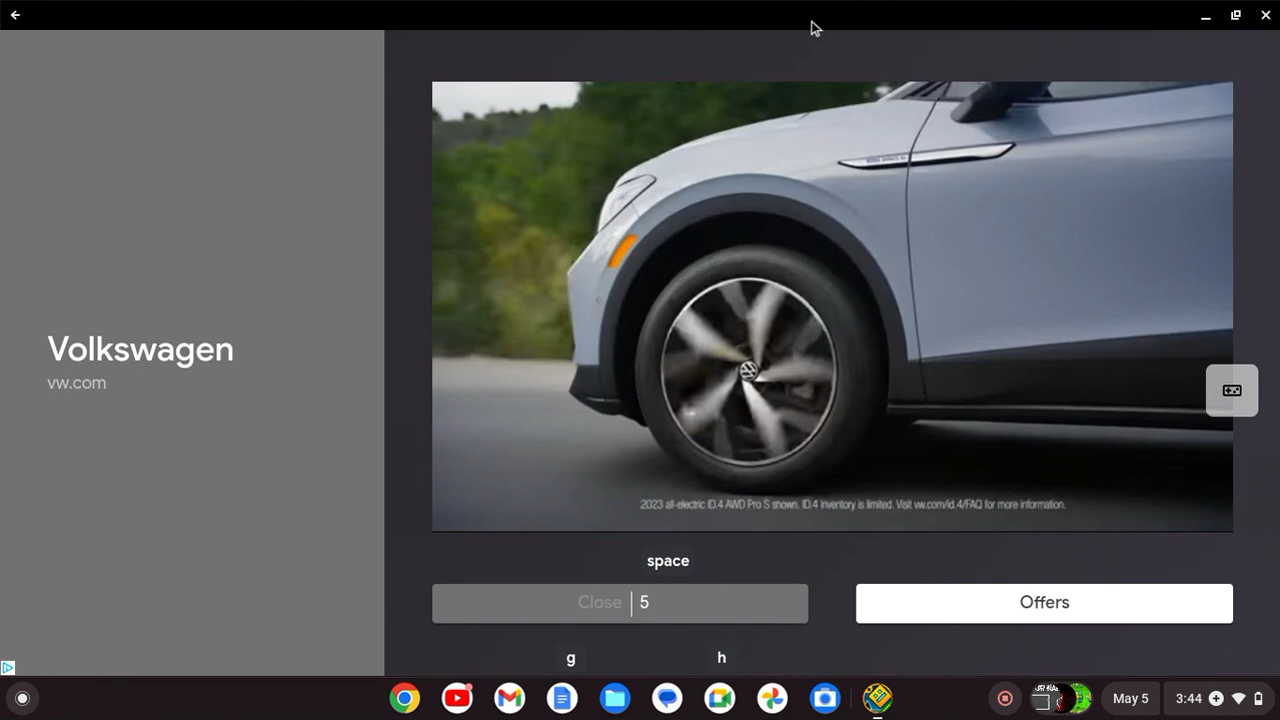 Volkswagen
vw.com
2023 all-electric ID.4 AWD Pro S shown. ID.4 inventory is limited. Visit vw.com/id.4/FAQ for more information.
space
Close | 5
Offers
g
h
May 5
3:44